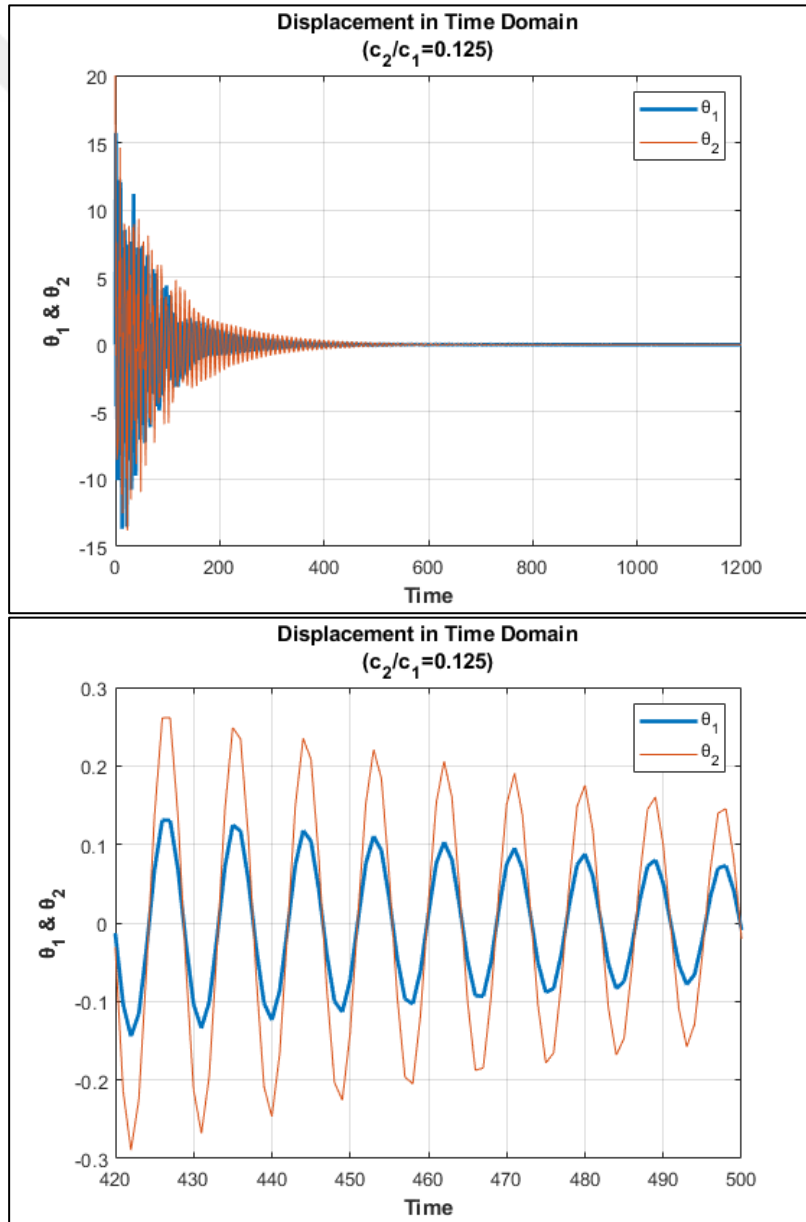 Displacement in Time Domain
(c₂/c₁=0.125)
θ₁
θ₂
θ₁ & θ₂
20
15
10
5
0
-5
-10
-15
0 200 400 600 800 1000 1200
Time
Displacement in Time Domain
(c₂/c₁=0.125)
θ₁
θ₂
θ₁ & θ₂
0.3
0.2
0.1
0
-0.1
-0.2
-0.3
420 430 440 450 460 470 480 490 500
Time